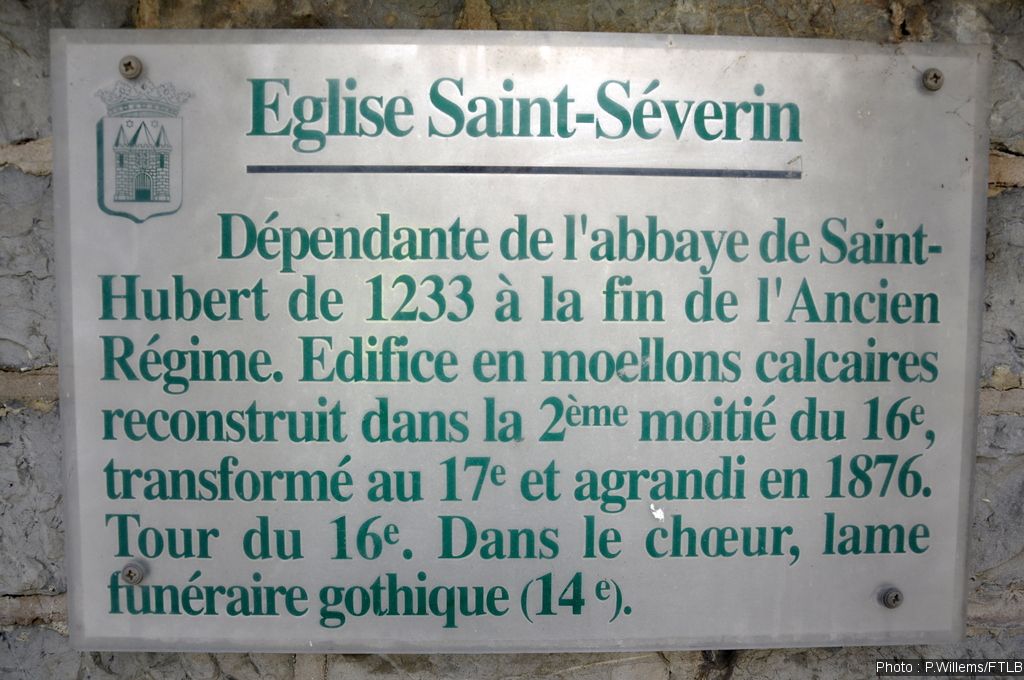 Eglise Saint-Séverin
Dépendante de l'abbaye de Saint-
Hubert de 1233 à la fin de l'Ancien
Régime. Edifice en moellons calcaires
reconstruit dans la 2ème moitié du 16e,
transformé au 17e et agrandi en 1876.
Tour du 16e. Dans le chœur, lame
funéraire gothique (14e).
Photo : P.Willems/FTLB